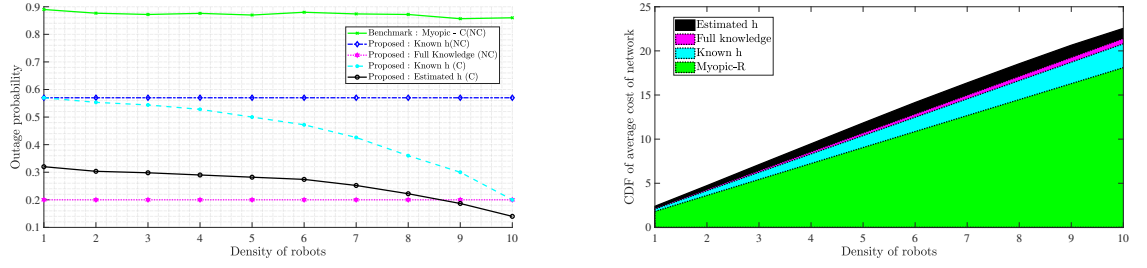 0.9
0.8
0.7
0.6
0.5
0.4
0.3
0.2
0.1
Outage probability
Benchmark : Myopic - C(NC)
Proposed : Known h(NC)
Proposed : Full Knowledge (NC)
Proposed : Known h (C)
Proposed : Estimated h (C)
1 2 3 4 5 6 7 8 9 10
Density of robots
25
20
15
10
5
0
CDF of average cost of network
Estimated h
Full knowledge
Known h
Myopic-R
1 2 3 4 5 6 7 8 9 10
Density of robots